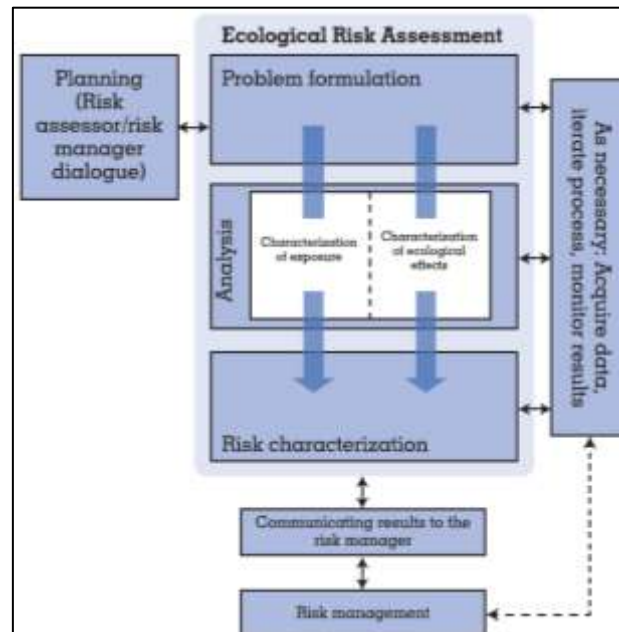 Ecological Risk Assessment
Planning
(Risk
assessor/risk
manager
dialogue)
Problem formulation
Analysis
Characterization
of exposure
Characterization
of ecological
effects
Risk characterization
As necessary: Acquire data,
iterate process, monitor results
Communicating results to the
risk manager
Risk management